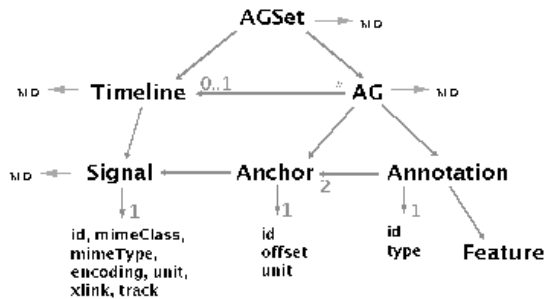 AGSet
MD
MD
Timeline
0..1
*
AG
MD
MD
Signal
Anchor
2
Annotation
1
1
1
id, mimeClass,
mimeType,
encoding, unit,
xlink, track
id
offset
unit
id
type
Feature